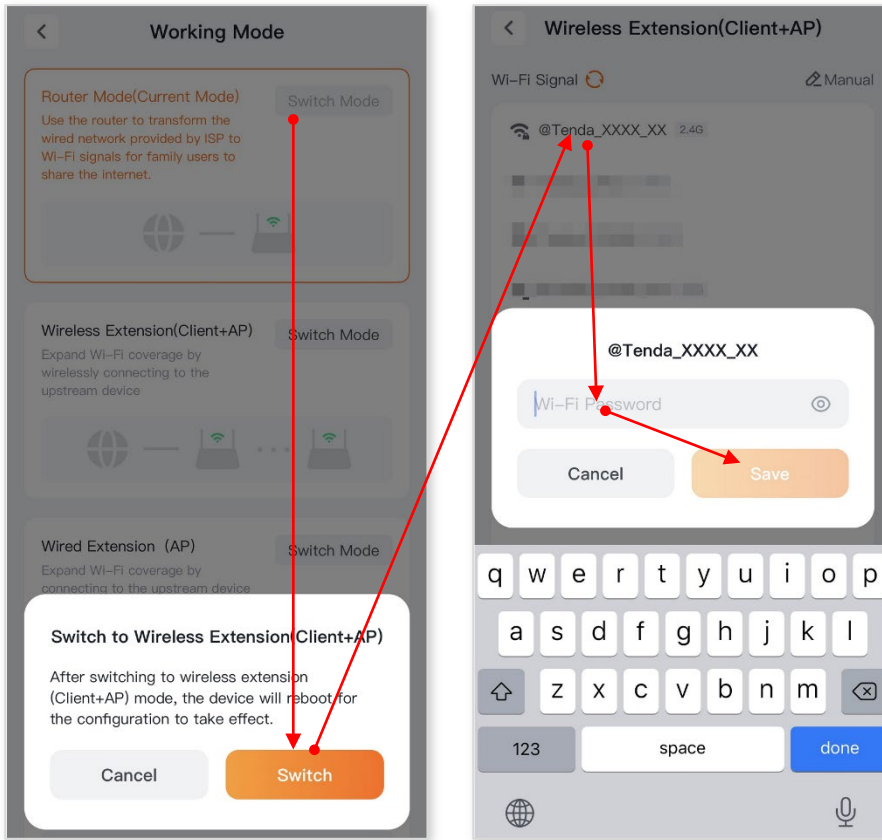 Working Mode
Router Mode(Current Mode)
Switch Mode
Use the router to transform the
wired network provided by ISP to
Wi-Fi signals for family users to
share the internet.
Wireless Extension(Client+AP)
Switch Mode
Expand Wi-Fi coverage by
wirelessly connecting to the
upstream device
Wired Extension (AP)
Switch Mode
Expand Wi-Fi coverage by
connecting to the upstream device
Switch to Wireless Extension(Client+AP)
After switching to wireless extension
(Client+AP) mode, the device will reboot for
the configuration to take effect.
Cancel
Switch
Wireless Extension(Client+AP)
Wi-Fi Signal
Manual
@Tenda_XXXX_XX 2.4G
@Tenda_XXXX_XX
Wi-Fi Password
Cancel
Save
q w e r t y u i o p
a s d f g h j k l
z x c v b n m
123 space done